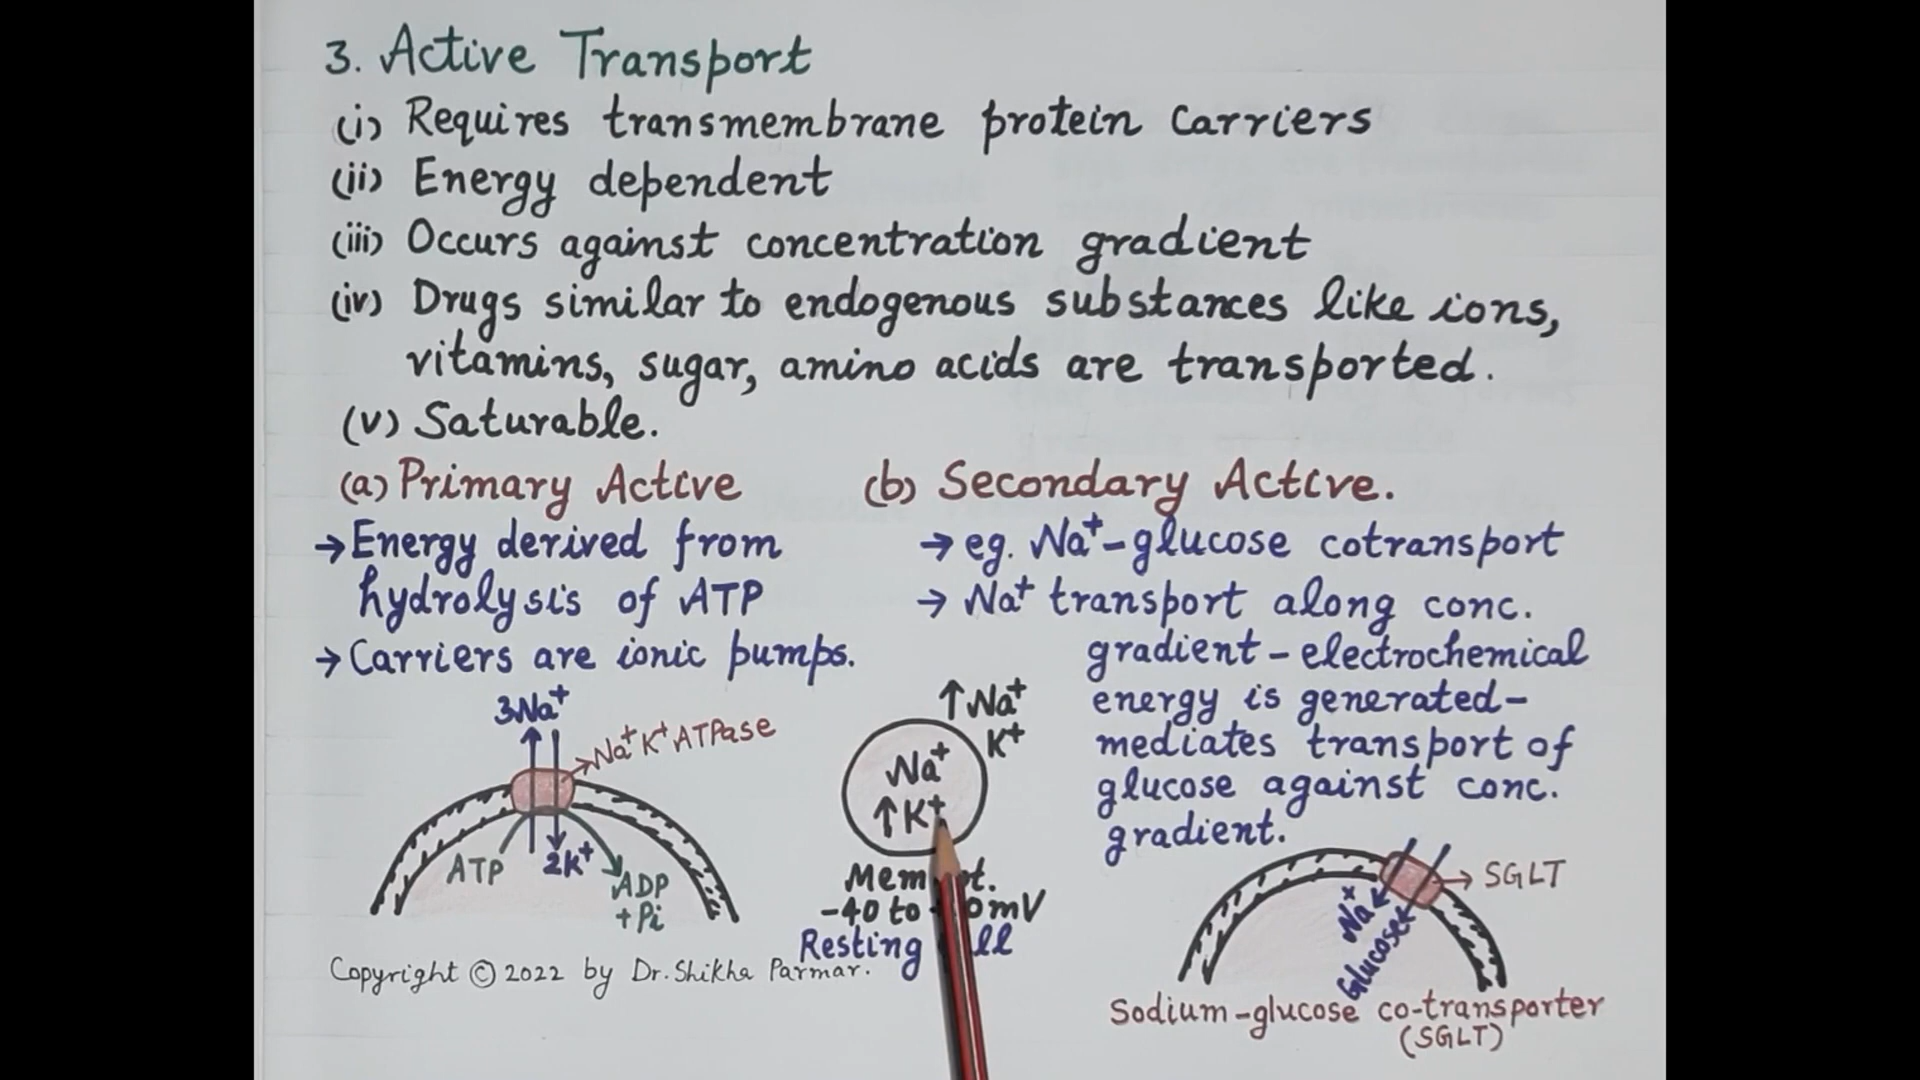 3. Active Transport
(i) Requires transmembrane protein carriers
(ii) Energy dependent
(iii) Occurs against concentration gradient
(iv) Drugs similar to endogenous substances like ions,
vitamins, sugar, amino acids are transported.
(v) Saturable.
(a) Primary Active
→ Energy derived from
hydrolysis of ATP
→ Carriers are ionic pumps.
3Na+
Na+K+ATPase
ATP
2K+
ADP
+ Pi
↑Na+
K+
Na+
↑K+
-40 to
mV
Resting
(b) Secondary Active.
→ eg. Na+-glucose cotransport
→ Na+ transport along conc.
gradient - electrochemical
energy is generated-
mediates transport of
glucose against conc.
gradient.
SGLT
Na+
Glucose
Sodium-glucose co-transporter
(SGLT)
Copyright © 2022 by Dr. Shikha Parmar.